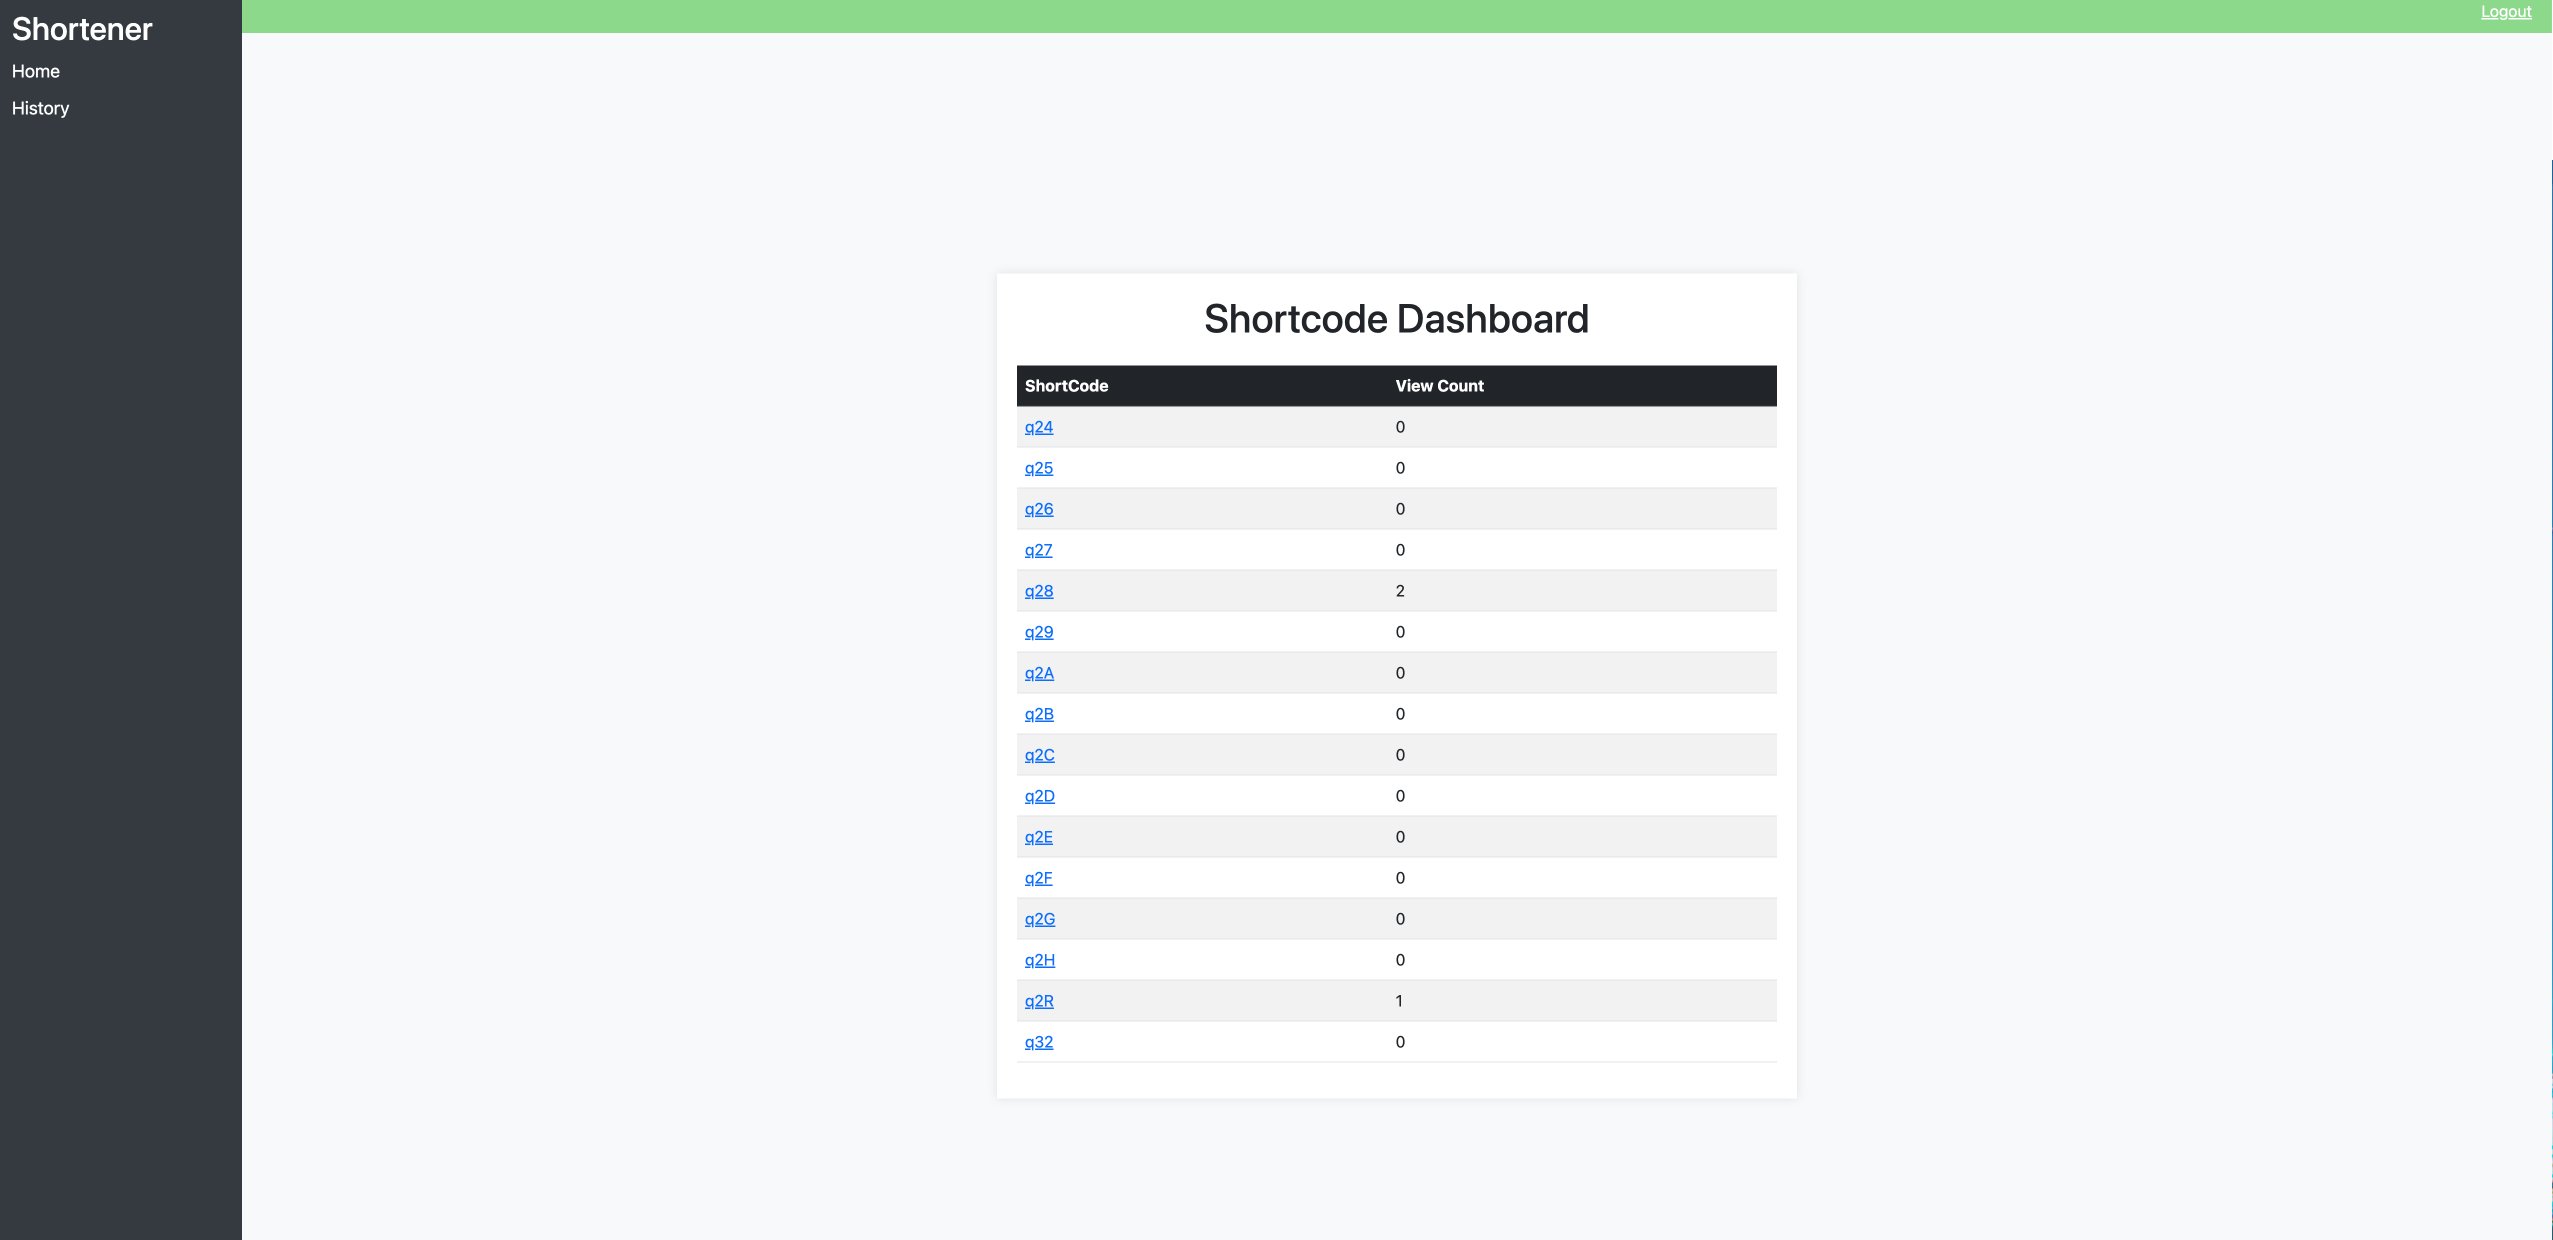 Shortener
Home
History
Logout
Shortcode Dashboard
ShortCode View Count
q24 0
q25 0
q26 0
q27 0
q28 2
q29 0
q2A 0
q2B 0
q2C 0
q2D 0
q2E 0
q2F 0
q2G 0
q2H 0
q2R 1
q32 0